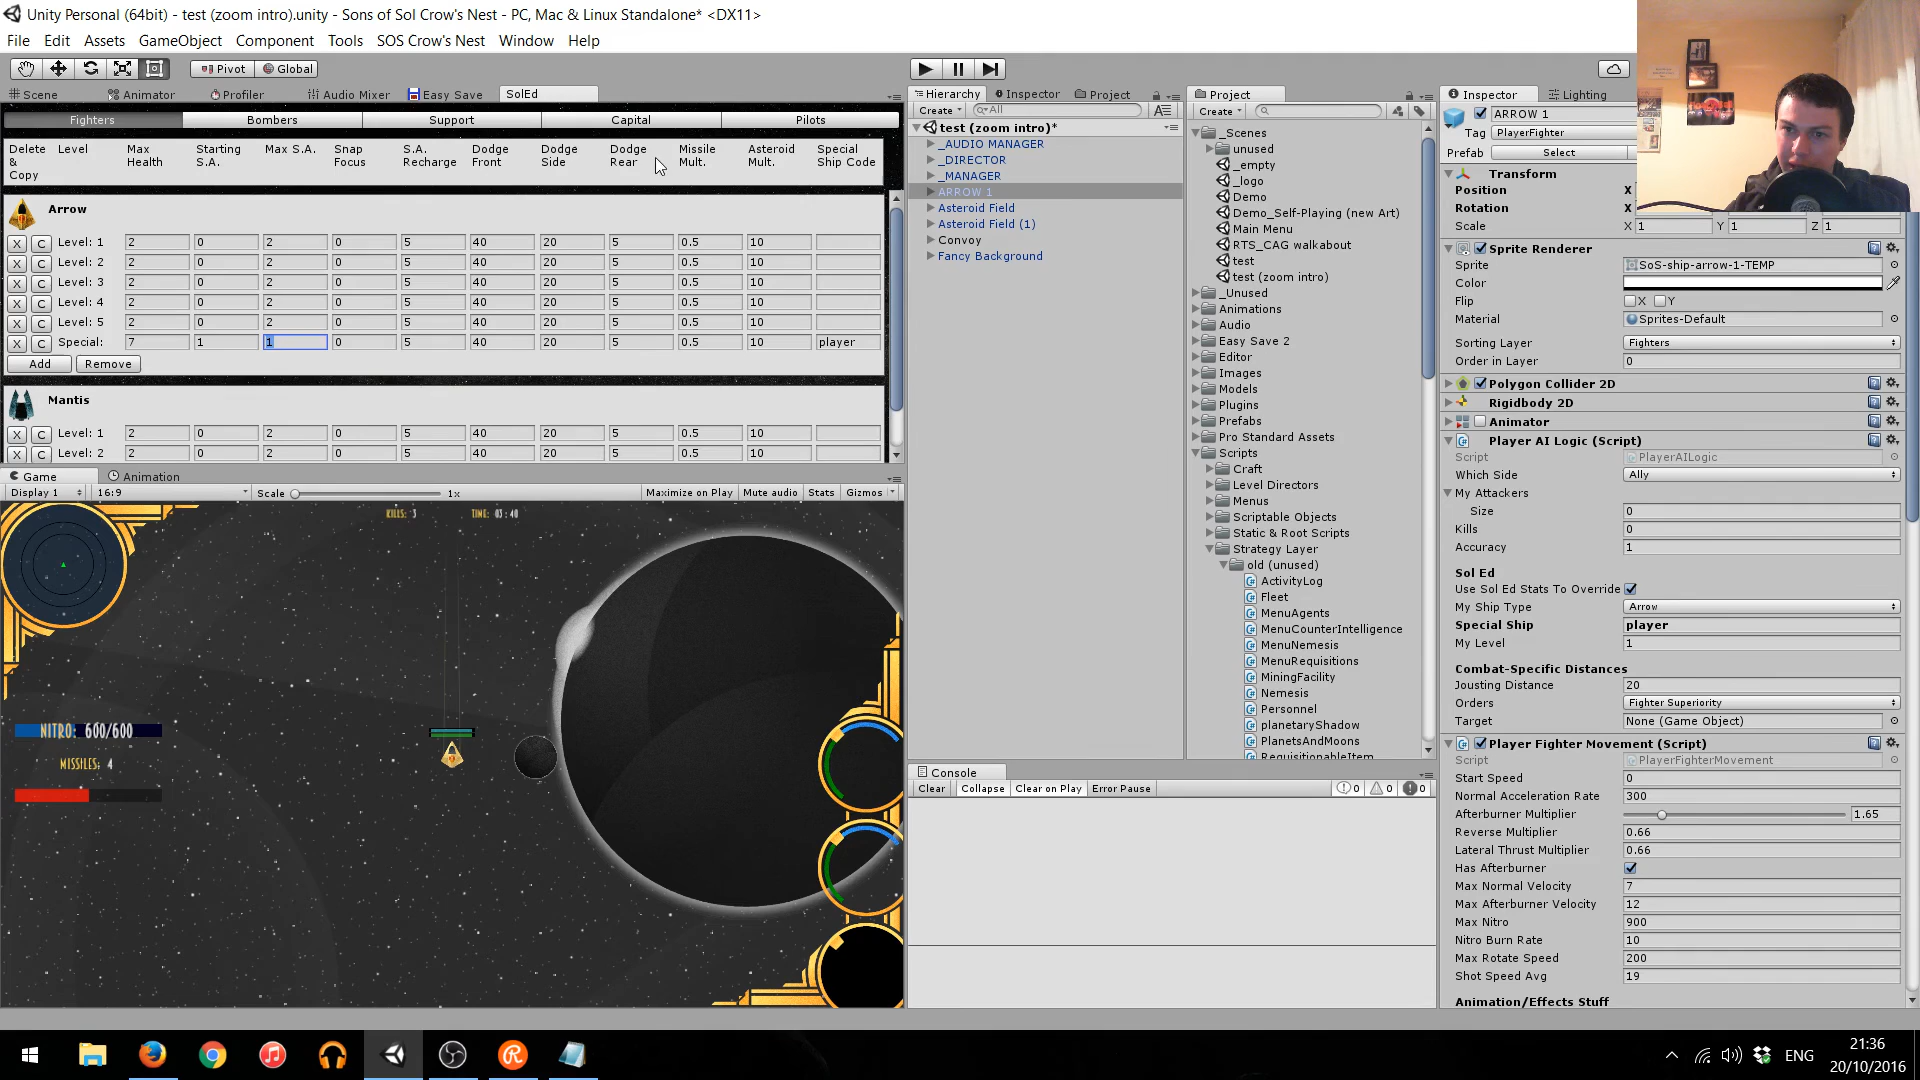 Unity Personal (64bit) - test (zoom intro).unity - Sons of Sol Crow's Nest - PC, Mac & Linux Standalone* <DX11>
File Edit Assets GameObject Component Tools SOS Crow's Nest Window Help
Pivot Global
Scene Animator Profiler Audio Mixer Easy Save SolEd
Fighters Bombers Support Capital Pilots
Delete & Copy Level Max Health Starting S.A. Max S.A. Snap Focus S.A. Recharge Dodge Front Dodge Side Dodge Rear Missile Mult. Asteroid Mult. Special Ship Code
Arrow
X C Level: 1 2 0 2 0 5 40 20 5 0.5 10
X C Level: 2 2 0 2 0 5 40 20 5 0.5 10
X C Level: 3 2 0 2 0 5 40 20 5 0.5 10
X C Level: 4 2 0 2 0 5 40 20 5 0.5 10
X C Level: 5 2 0 2 0 5 40 20 5 0.5 10
X C Special: 7 1 1 0 5 40 20 5 0.5 10 player
Add Remove
Mantis
X C Level: 1 2 0 2 0 5 40 20 5 0.5 10
X C Level: 2 2 0 2 0 5 40 20 5 0.5 10
Game Animation
Display 1 16:9 Scale 1x Maximize on Play Mute audio Stats Gizmos
KILLS: 3 TIME: 03:40
NITRO: 600/600
MISSILES: 4
Hierarchy Inspector Project
Create All
test (zoom intro)*
_AUDIO MANAGER
_DIRECTOR
_MANAGER
ARROW 1
Asteroid Field
Asteroid Field (1)
Convoy
Fancy Background
Project
Create
_Scenes
unused
_empty
_logo
Demo
Demo_Self-Playing (new Art)
Main Menu
RTS_CAG walkabout
test
test (zoom intro)
_Unused
Animations
Audio
Easy Save 2
Editor
Images
Models
Plugins
Prefabs
Pro Standard Assets
Scripts
Craft
Level Directors
Menus
Scriptable Objects
Static & Root Scripts
Strategy Layer
old (unused)
ActivityLog
Fleet
MenuAgents
MenuCounterIntelligence
MenuNemesis
MenuRequisitions
MiningFacility
Nemesis
Personnel
planetaryShadow
PlanetsAndMoons
RequisitionableItem
Console
Clear Collapse Clear on Play Error Pause 0 0 0
Inspector Lighting
ARROW 1
Tag PlayerFighter
Prefab Select
Transform
Position X
Rotation X
Scale X 1 Y 1 Z 1
Sprite Renderer
Sprite SoS-ship-arrow-1-TEMP
Color
Flip X Y
Material Sprites-Default
Sorting Layer Fighters
Order in Layer 0
Polygon Collider 2D
Rigidbody 2D
Animator
Player AI Logic (Script)
Script PlayerAILogic
Which Side Ally
My Attackers
Size 0
Kills 0
Accuracy 1
Sol Ed
Use Sol Ed Stats To Override
My Ship Type Arrow
Special Ship player
My Level 1
Combat-Specific Distances
Jousting Distance 20
Orders Fighter Superiority
Target None (Game Object)
Player Fighter Movement (Script)
Script PlayerFighterMovement
Start Speed 0
Normal Acceleration Rate 300
Afterburner Multiplier 1.65
Reverse Multiplier 0.66
Lateral Thrust Multiplier 0.66
Has Afterburner
Max Normal Velocity 7
Max Afterburner Velocity 12
Max Nitro 900
Nitro Burn Rate 10
Max Rotate Speed 200
Shot Speed Avg 19
Animation/Effects Stuff
ENG 21:36
20/10/2016